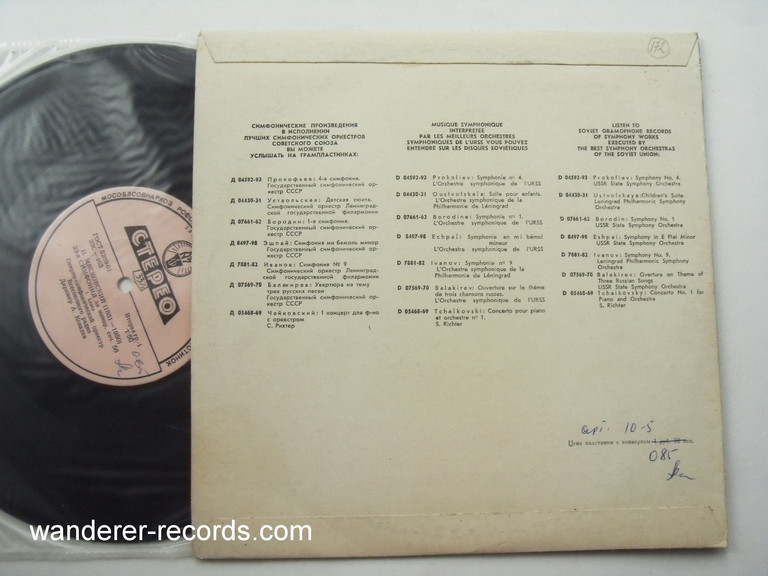 172
СИМФОНИЧЕСКИЕ ПРОИЗВЕДЕНИЯ
В ИСПОЛНЕНИИ
ЛУЧШИХ СИМФОНИЧЕСКИХ ОРКЕСТРОВ
СОВЕТСКОГО СОЮЗА
ВЫ МОЖЕТЕ
УСЛЫШАТЬ НА ГРАМПЛАСТИНКАХ:
Д 04592-93 Прокофьев: 4-я симфония.
Государственный симфонический ор-
кестр СССР
Д 04430-31 Уствольская: Детская сюита.
Симфонический оркестр Ленинград-
ской государственной филармонии
Д 07661-62 Бородин: 1-я симфония.
Государственный симфонический ор-
кестр СССР
Д 8497-98 Эшпай: Симфония ми бемоль минор
Государственный симфонический ор-
кестр СССР
Д 7881-82 Иванов: Симфония № 9
Симфонический оркестр Ленинград-
ской государственной филармонии
Д 07569-70 Балакирев: Увертюра на тему
трех русских песен
Государственный симфонический ор-
кестр СССР
Д 05468-69 Чайковский: 1 концерт для ф-но
с оркестром
С. Рихтер
MUSIQUE SYMPHONIQUE
INTERPRETEE
PAR LES MEILLEURS ORCHESTRES
SYMPHONIQUES DE L'URSS VOUS POUVEZ
ENTENDRE SUR LES DISQUES SOVIÉTIQUES
D 04592-93 Prokofiev: Symphonie n° 4.
L'Orchestre symphonique de l'URSS
D 04430-31 Oustvolskaïa: Suite pour enfants.
L'Orchestre symphonique de la
Philharmonie de Léningrad
D 07661-62 Borodine: Symphonie n° 1.
L'Orchestre symphonique de l'URSS
D 8497-98 Echpaï: Symphonie en mi bémol
mineur
L'Orchestre symphonique de l'URSS
D 7881-82 Ivanov: Symphonie n° 9
L'Orchestre symphonique de la
Philharmonie de Léningrad
D 07569-70 Balakirev: Ouverture sur le thème
de trois chansons russes.
L'Orchestre symphonique de l'URSS
D 05468-69 Tchaïkovski: Concerto pour piano
et orchestre n° 1.
S. Richter
LISTEN TO
SOVIET GRAMOPHONE RECORDS
OF SYMPHONY WORKS
EXECUTED BY
THE BEST SYMPHONY ORCHESTRAS
OF THE SOVIET UNION:
D 04592-93 Prokofiev: Symphony No. 4.
USSR State Symphony Orchestra
D 04430-31 Ustvolskaya: Children's Suite
Leningrad Philharmonic Symphony
Orchestra
D 07661-62 Borodin: Symphony No. 1
USSR State Symphony Orchestra
D 8497-98 Eshpai: Symphony in E Flat Minor
USSR State Symphony Orchestra
D 7881-82 Ivanov: Symphony No. 9.
Leningrad Philharmonic Symphony
Orchestra
D 07569-70 Balakirev: Overture on Theme of
Three Russian Songs
USSR State Symphony Orchestra
D 05468-69 Tchaikovsky: Concerto No. 1 For
Piano and Orchestra
S. Richter
арт. 10-5
Цена пластинки с конвертом
085
СТЕРЕО
wanderer-records.com